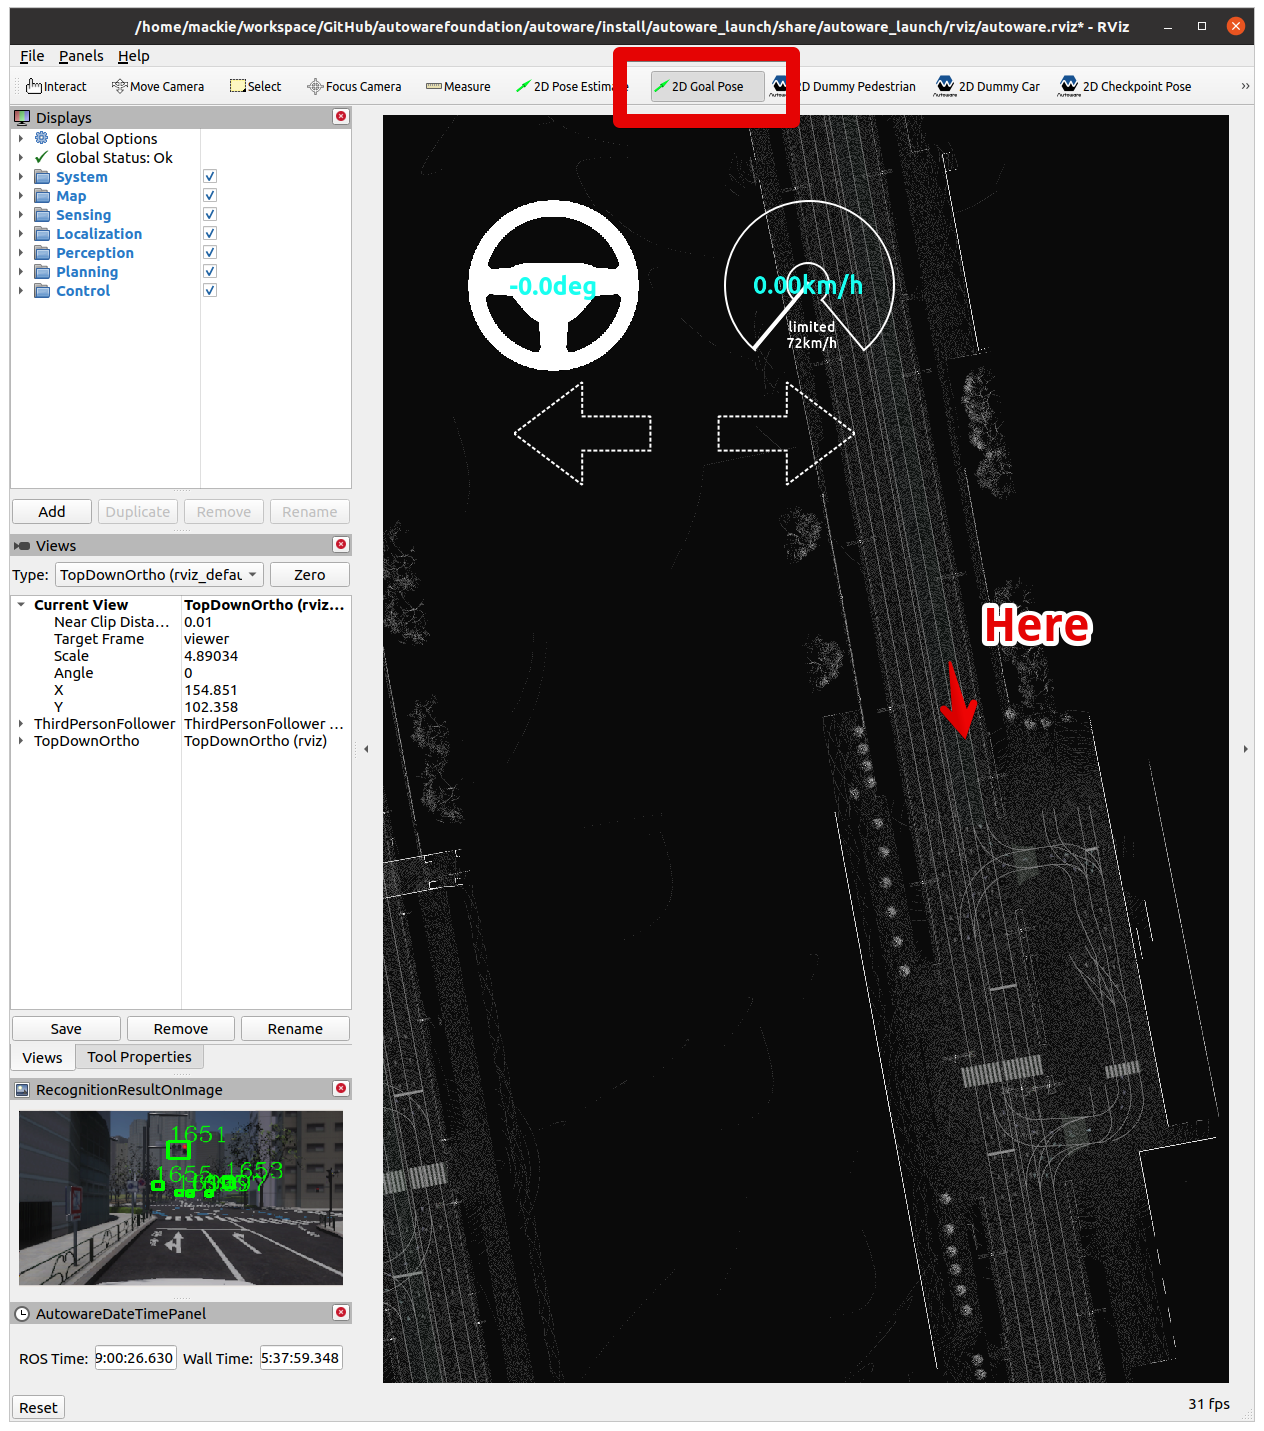 /home/mackie/workspace/GitHub/autowarefoundation/autoware/install/autoware_launch/share/autoware_launch/rviz/autoware.rviz* - RViz
File Panels Help
Interact Move Camera Select Focus Camera Measure 2D Pose Estima 2D Goal Pose 2D Dummy Pedestrian 2D Dummy Car 2D Checkpoint Pose »
Displays
Global Options
Global Status: Ok
System
Map
Sensing
Localization
Perception
Planning
Control
Add Duplicate Remove Rename
Views
Type: TopDownOrtho (rviz_defau Zero
Current View TopDownOrtho (rviz...
Near Clip Dista... 0.01
Target Frame viewer
Scale 4.89034
Angle 0
X 154.851
Y 102.358
ThirdPersonFollower ThirdPersonFollower ...
TopDownOrtho TopDownOrtho (rviz)
Save Remove Rename
Views Tool Properties
RecognitionResultOnImage
1651
1655 1653
AutowareDateTimePanel
ROS Time: 9:00:26.630 Wall Time: 5:37:59.348
Reset
-0.0deg
0.00km/h
limited
72km/h
Here
31 fps